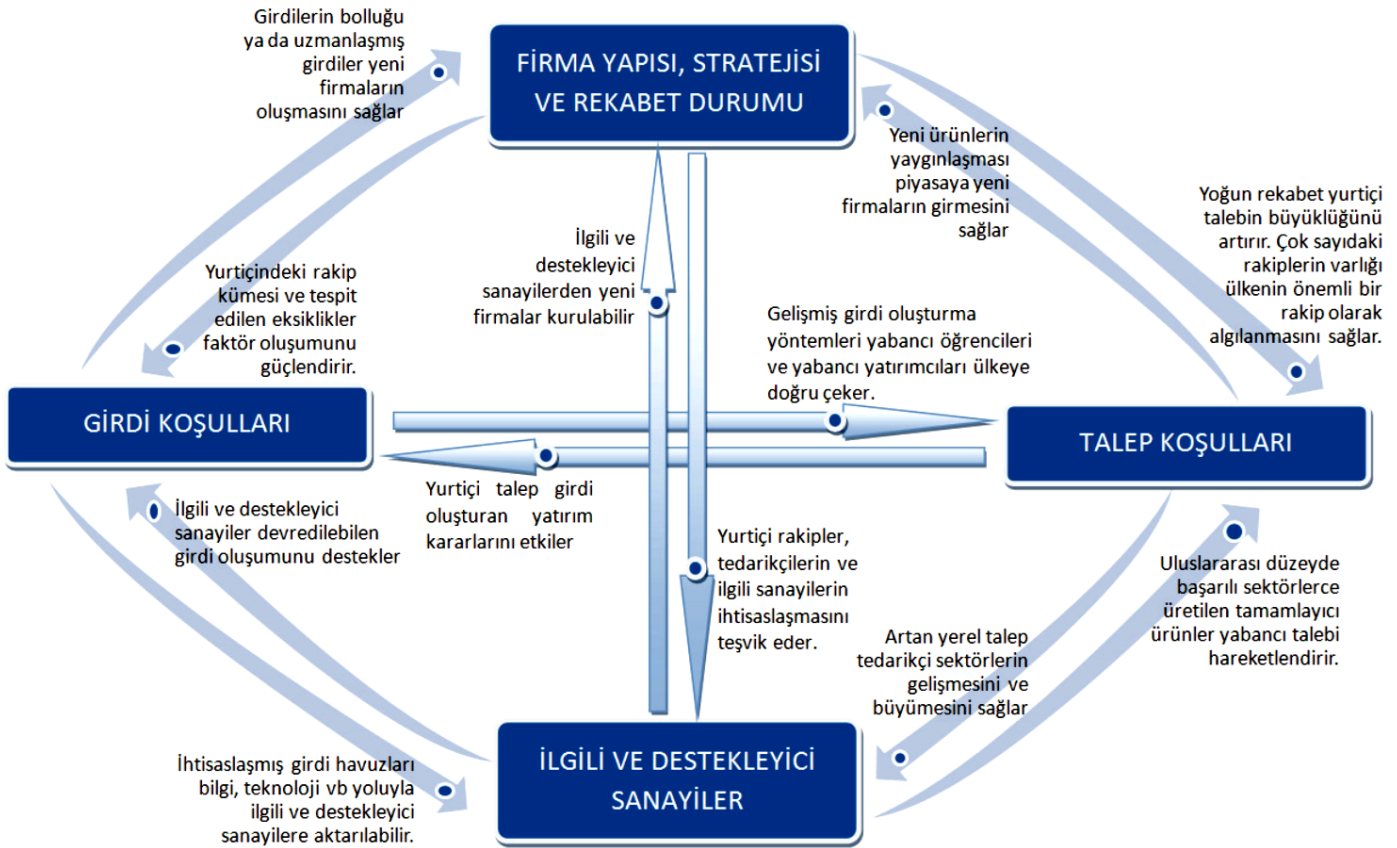 Girdilerin bolluğu
ya da uzmanlaşmış
girdiler yeni
firmaların
oluşmasını sağlar
FİRMA YAPISI, STRATEJİSİ
VE REKABET DURUMU
Yeni ürünlerin
yaygınlaşması
piyasaya yeni
firmaların girmesini
sağlar
Yoğun rekabet yurtiçi
talebin büyüklüğünü
artırır. Çok sayıdaki
rakiplerin varlığı
ülkenin önemli bir
rakip olarak
algılanmasını sağlar.
İlgili ve
destekleyici
sanayilerden yeni
firmalar kurulabilir
Yurtiçindeki rakip
kümesi ve tespit
edilen eksiklikler
faktör oluşumunu
güçlendirir.
Gelişmiş girdi oluşturma
yöntemleri yabancı öğrencileri
ve yabancı yatırımcıları ülkeye
doğru çeker.
GİRDİ KOŞULLARI
TALEP KOŞULLARI
Yurtiçi talep girdi
oluşturan yatırım
kararlarını etkiler
İlgili ve destekleyici
sanayiler devredilebilen
girdi oluşumunu destekler
Yurtiçi rakipler,
tedarikçilerin ve
ilgili sanayilerin
ihtisaslaşmasını
teşvik eder.
Uluslararası düzeyde
başarılı sektörlerce
üretilen tamamlayıcı
ürünler yabancı talebi
hareketlendirir.
Artan yerel talep
tedarikçi sektörlerin
gelişmesini ve
büyümesini sağlar
İhtisaslaşmış girdi havuzları
bilgi, teknoloji vb yoluyla
ilgili ve destekleyici
sanayilere aktarılabilir.
İLGİLİ VE DESTEKLEYİCİ
SANAYİLER